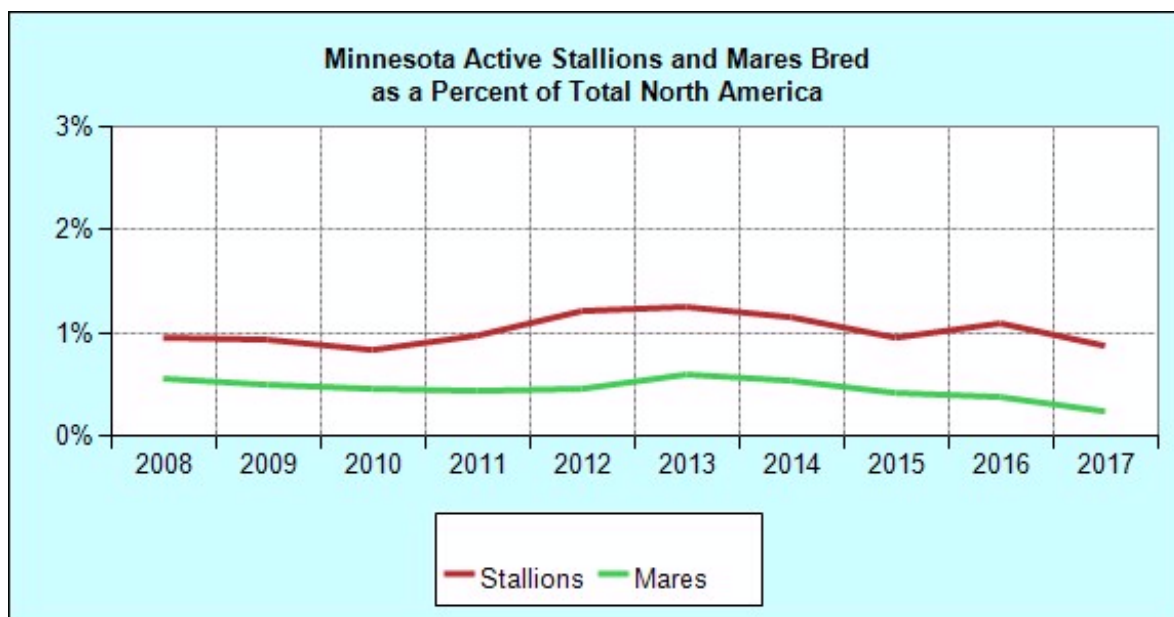 Minnesota Active Stallions and Mares Bred
as a Percent of Total North America
3%
2%
1%
0%
2008 2009 2010 2011 2012 2013 2014 2015 2016 2017
Stallions Mares